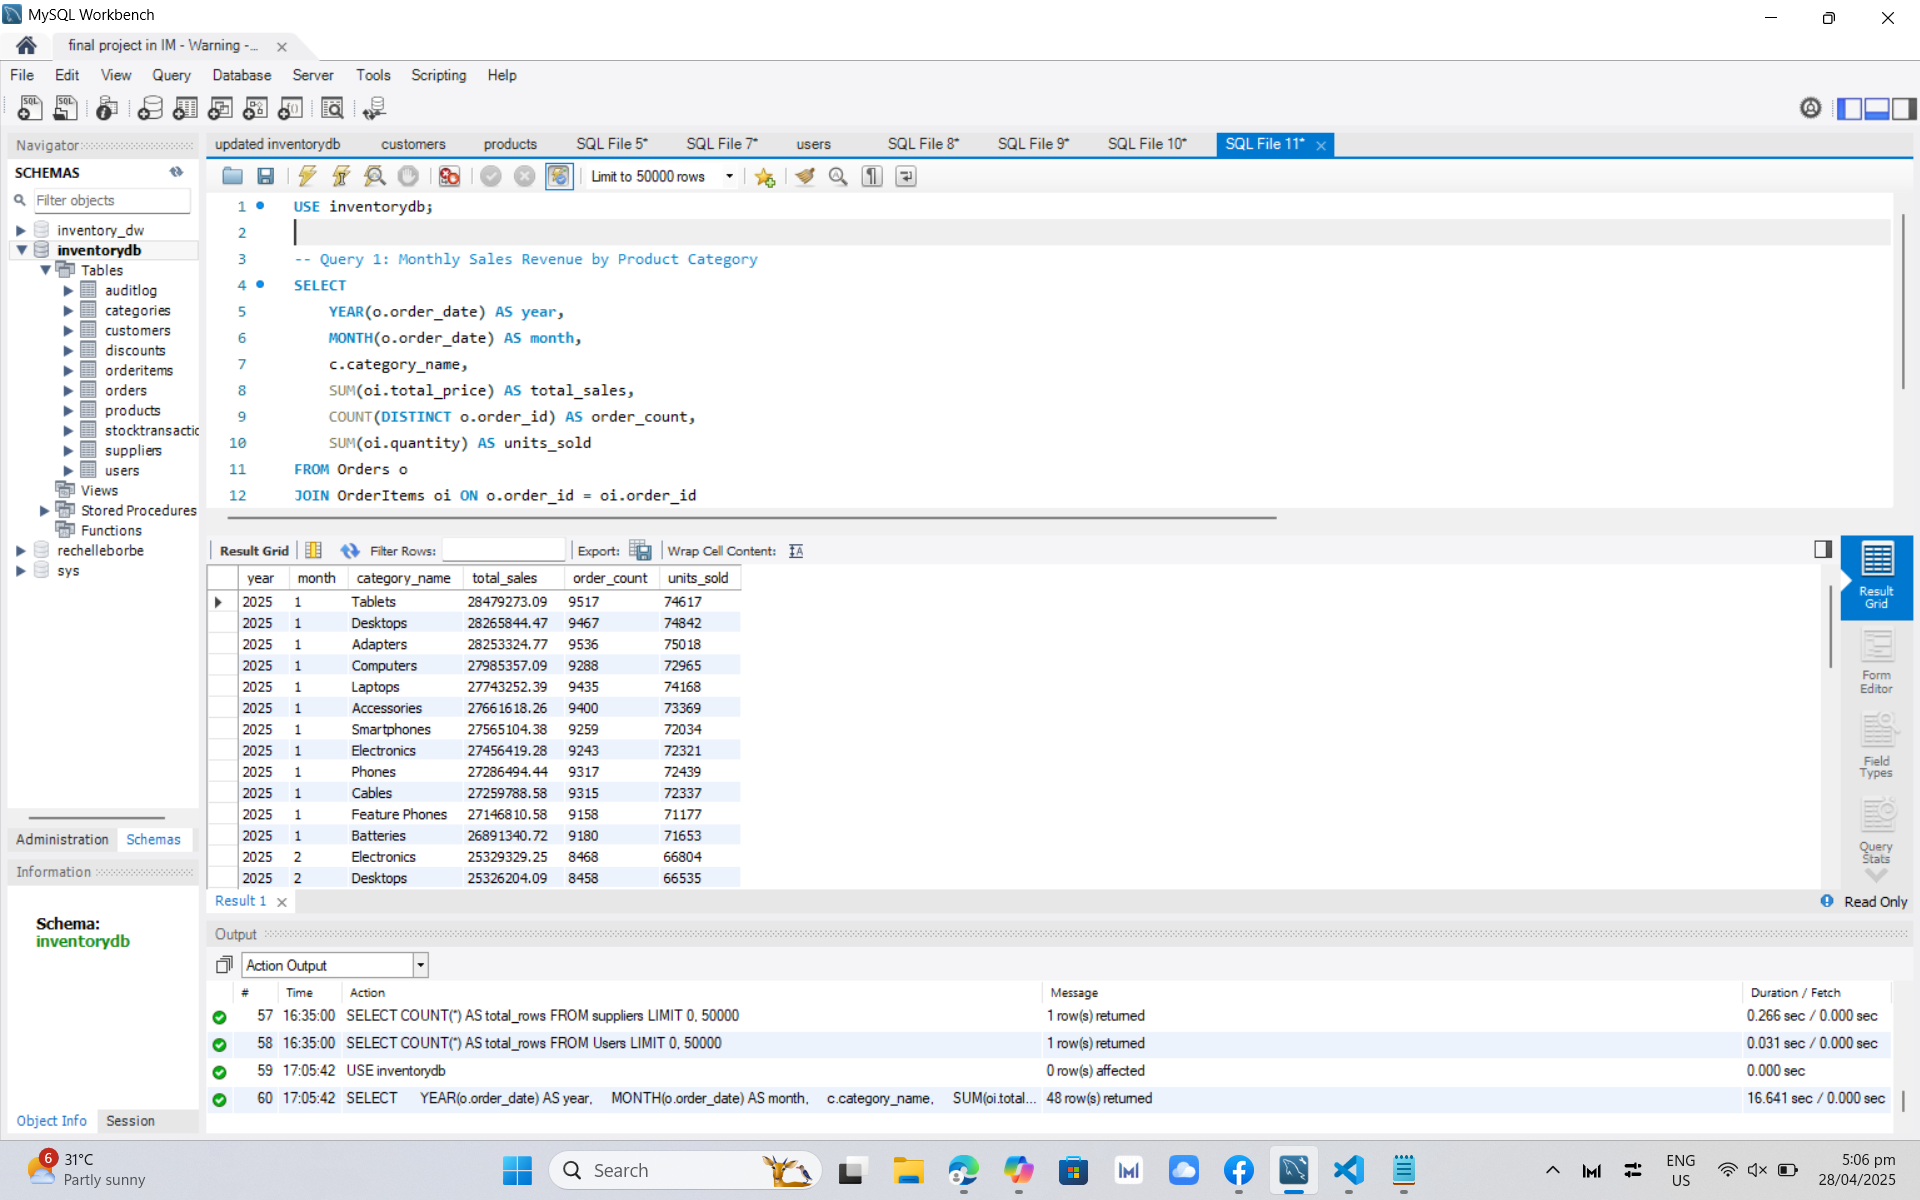 MySQL Workbench
final project in IM - Warning -...
File Edit View Query Database Server Tools Scripting Help
Navigator
SCHEMAS
Filter objects
inventory_dw
inventorydb
Tables
auditlog
categories
customers
discounts
orderitems
orders
products
stocktransactic
suppliers
users
Views
Stored Procedures
Functions
rechelleborbe
sys
Administration Schemas
Information
Schema:
inventorydb
Object Info Session
updated inventorydb customers products SQL File 5* SQL File 7* users SQL File 8* SQL File 9* SQL File 10* SQL File 11*
Limit to 50000 rows
1 USE inventorydb;
2
3 -- Query 1: Monthly Sales Revenue by Product Category
4 SELECT
5 YEAR(o.order_date) AS year,
6 MONTH(o.order_date) AS month,
7 c.category_name,
8 SUM(oi.total_price) AS total_sales,
9 COUNT(DISTINCT o.order_id) AS order_count,
10 SUM(oi.quantity) AS units_sold
11 FROM Orders o
12 JOIN OrderItems oi ON o.order_id = oi.order_id
Result Grid Filter Rows: Export: Wrap Cell Content:
year month category_name total_sales order_count units_sold
2025 1 Tablets 28479273.09 9517 74617
2025 1 Desktops 28265844.47 9467 74842
2025 1 Adapters 28253324.77 9536 75018
2025 1 Computers 27985357.09 9288 72965
2025 1 Laptops 27743252.39 9435 74168
2025 1 Accessories 27661618.26 9400 73369
2025 1 Smartphones 27565104.38 9259 72034
2025 1 Electronics 27456419.28 9243 72321
2025 1 Phones 27286494.44 9317 72439
2025 1 Cables 27259788.58 9315 72337
2025 1 Feature Phones 27146810.58 9158 71177
2025 1 Batteries 26891340.72 9180 71653
2025 2 Electronics 25329329.25 8468 66804
2025 2 Desktops 25326204.09 8458 66535
Result Grid
Form Editor
Field Types
Query Stats
Result 1
Read Only
Output
Action Output
# Time Action Message Duration / Fetch
57 16:35:00 SELECT COUNT(*) AS total_rows FROM suppliers LIMIT 0, 50000 1 row(s) returned 0.266 sec / 0.000 sec
58 16:35:00 SELECT COUNT(*) AS total_rows FROM Users LIMIT 0, 50000 1 row(s) returned 0.031 sec / 0.000 sec
59 17:05:42 USE inventorydb 0 row(s) affected 0.000 sec
60 17:05:42 SELECT YEAR(o.order_date) AS year, MONTH(o.order_date) AS month, c.category_name, SUM(oi.total... 48 row(s) returned 16.641 sec / 0.000 sec
6
31°C
Partly sunny
Search
ENG
US
5:06 pm
28/04/2025